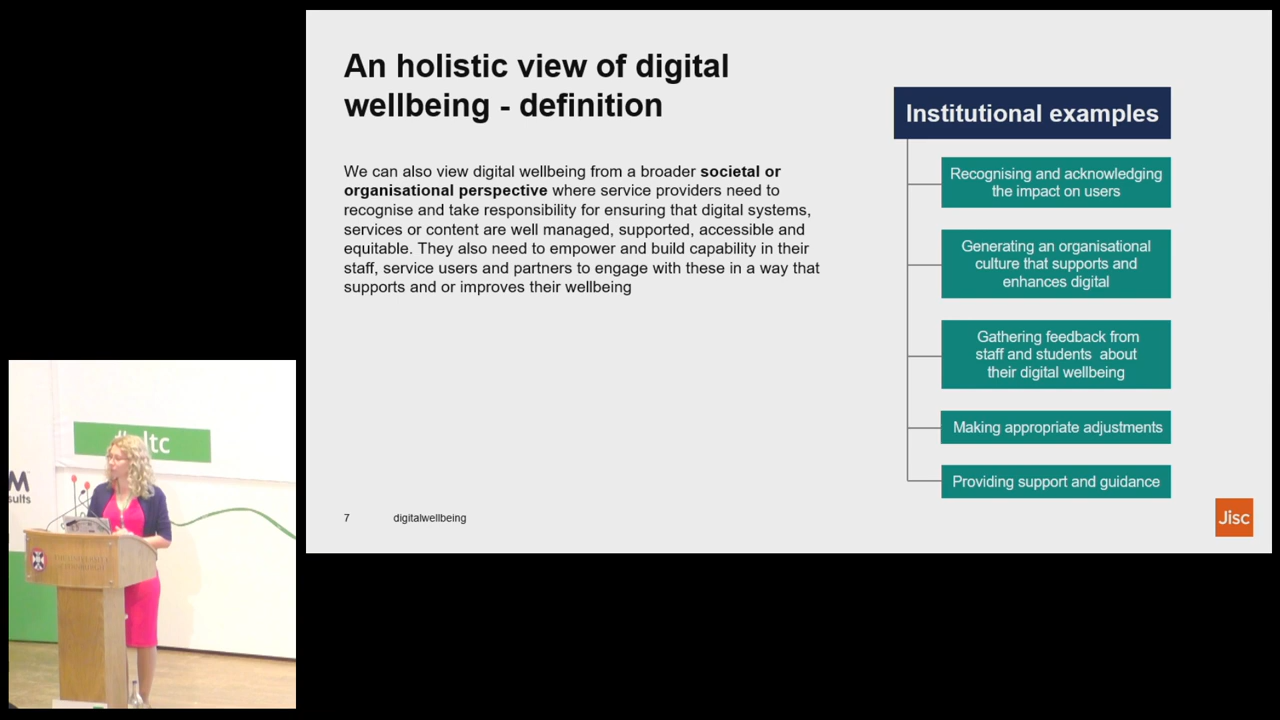 An holistic view of digital
wellbeing - definition
We can also view digital wellbeing from a broader societal or
organisational perspective where service providers need to
recognise and take responsibility for ensuring that digital systems,
services or content are well managed, supported, accessible and
equitable. They also need to empower and build capability in their
staff, service users and partners to engage with these in a way that
supports and or improves their wellbeing
Institutional examples
Recognising and acknowledging
the impact on users
Generating an organisational
culture that supports and
enhances digital
Gathering feedback from
staff and students about
their digital wellbeing
Making appropriate adjustments
Providing support and guidance
7
digitalwellbeing
Jisc